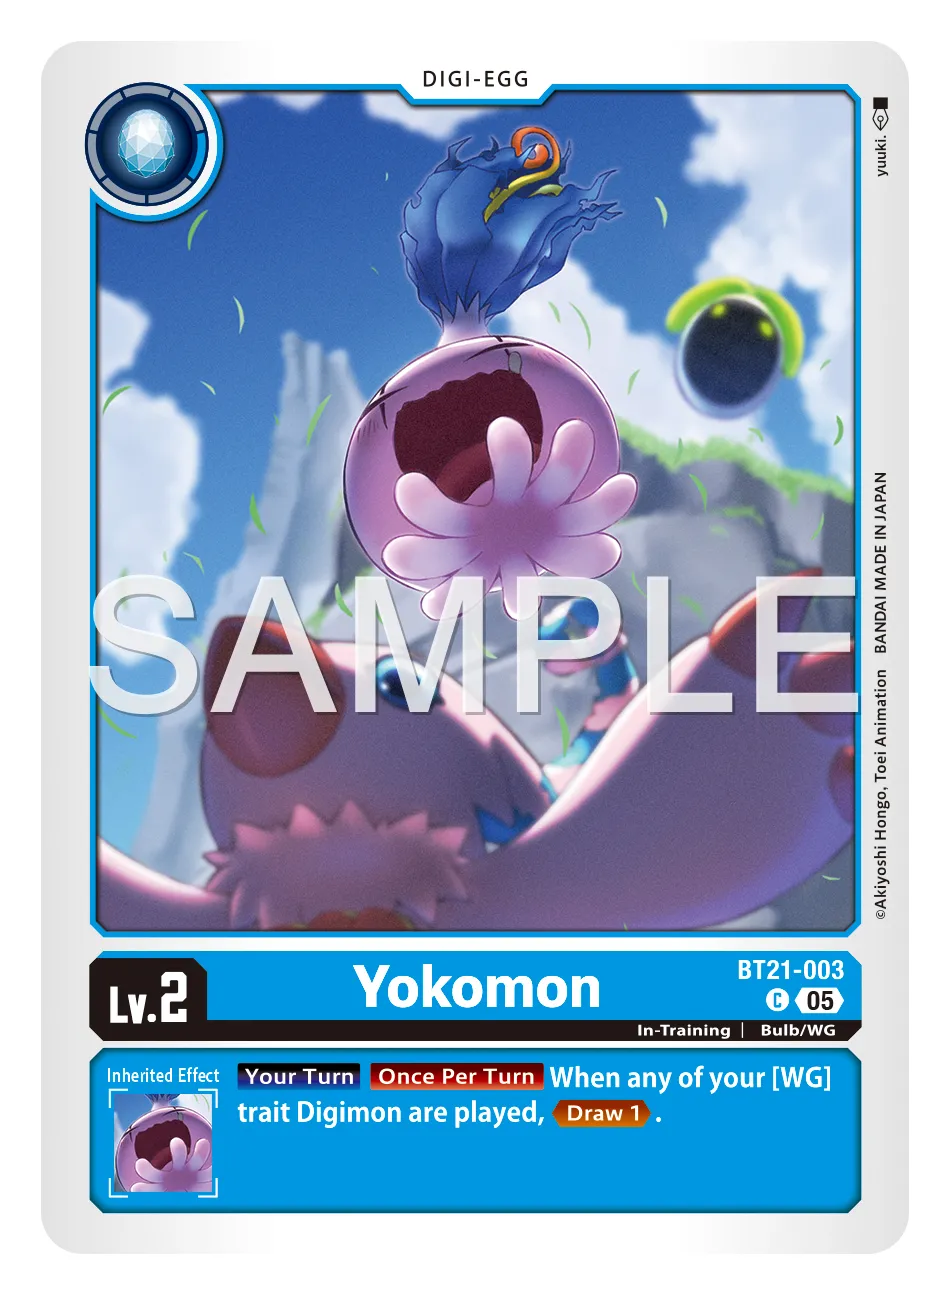 DIGI-EGG
yuuki.
SAMPLE
©Akiyoshi Hongo, Toei Animation BANDAI MADE IN JAPAN
Lv.2
Yokomon
BT21-003
C 05
In-Training | Bulb/WG
Inherited Effect
Your Turn Once Per Turn When any of your [WG]
trait Digimon are played, Draw 1 .